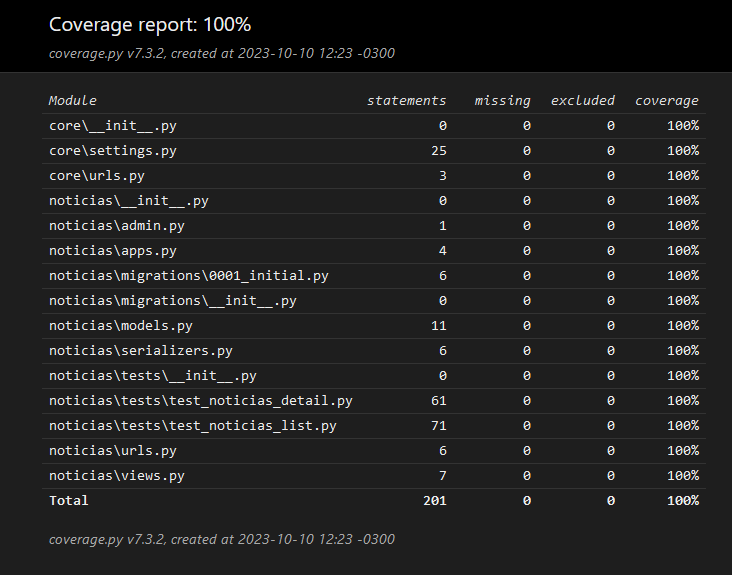 Coverage report: 100%
coverage.py v7.3.2, created at 2023-10-10 12:23 -0300
Module statements missing excluded coverage
core\__init__.py 0 0 0 100%
core\settings.py 25 0 0 100%
core\urls.py 3 0 0 100%
noticias\__init__.py 0 0 0 100%
noticias\admin.py 1 0 0 100%
noticias\apps.py 4 0 0 100%
noticias\migrations\0001_initial.py 6 0 0 100%
noticias\migrations\__init__.py 0 0 0 100%
noticias\models.py 11 0 0 100%
noticias\serializers.py 6 0 0 100%
noticias\tests\__init__.py 0 0 0 100%
noticias\tests\test_noticias_detail.py 61 0 0 100%
noticias\tests\test_noticias_list.py 71 0 0 100%
noticias\urls.py 6 0 0 100%
noticias\views.py 7 0 0 100%
Total 201 0 0 100%
coverage.py v7.3.2, created at 2023-10-10 12:23 -0300